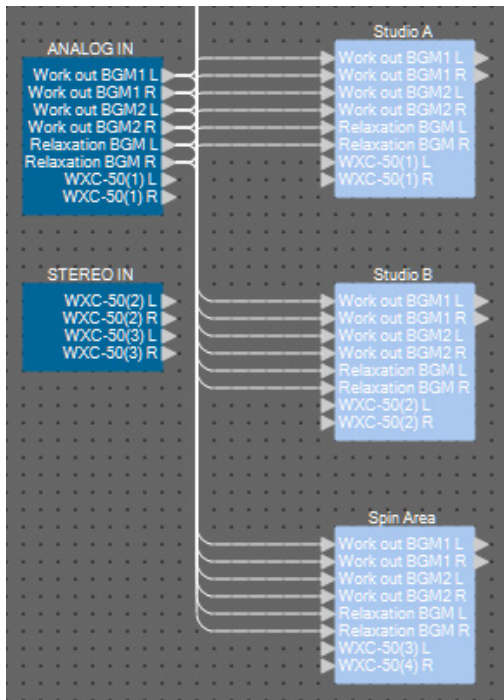 ANALOG IN
Work out BGM1 L
Work out BGM1 R
Work out BGM2 L
Work out BGM2 R
Relaxation BGM L
Relaxation BGM R
WXC-50(1) L
WXC-50(1) R
STEREO IN
WXC-50(2) L
WXC-50(2) R
WXC-50(3) L
WXC-50(3) R
Studio A
Work out BGM1 L
Work out BGM1 R
Work out BGM2 L
Work out BGM2 R
Relaxation BGM L
Relaxation BGM R
WXC-50(1) L
WXC-50(1) R
Studio B
Work out BGM1 L
Work out BGM1 R
Work out BGM2 L
Work out BGM2 R
Relaxation BGM L
Relaxation BGM R
WXC-50(2) L
WXC-50(2) R
Spin Area
Work out BGM1 L
Work out BGM1 R
Work out BGM2 L
Work out BGM2 R
Relaxation BGM L
Relaxation BGM R
WXC-50(3) L
WXC-50(4) R